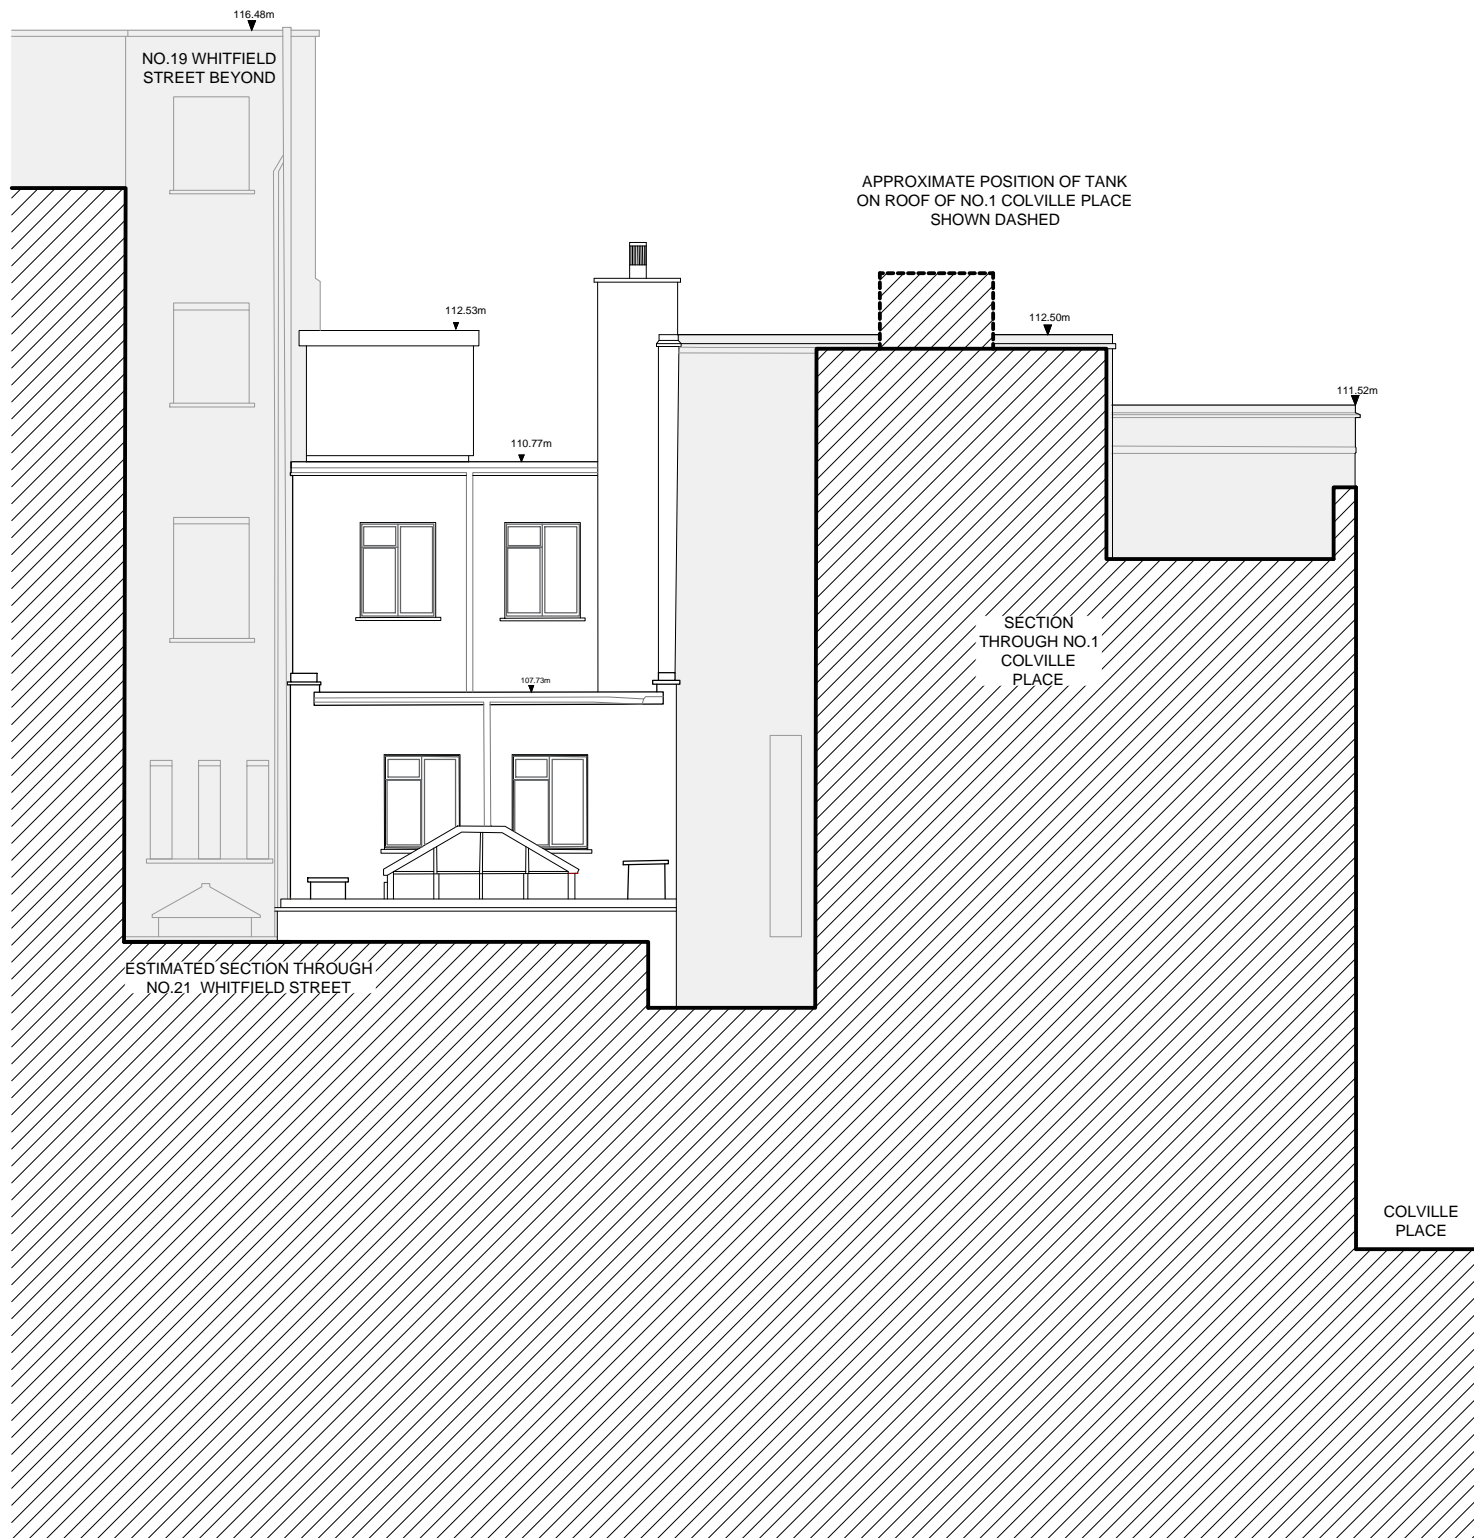 116.48m
NO.19 WHITFIELD
STREET BEYOND
APPROXIMATE POSITION OF TANK
ON ROOF OF NO.1 COLVILLE PLACE
SHOWN DASHED
112.53m
112.50m
111.52m
110.77m
SECTION
THROUGH NO.1
COLVILLE
PLACE
107.73m
ESTIMATED SECTION THROUGH
NO.21 WHITFIELD STREET
COLVILLE
PLACE